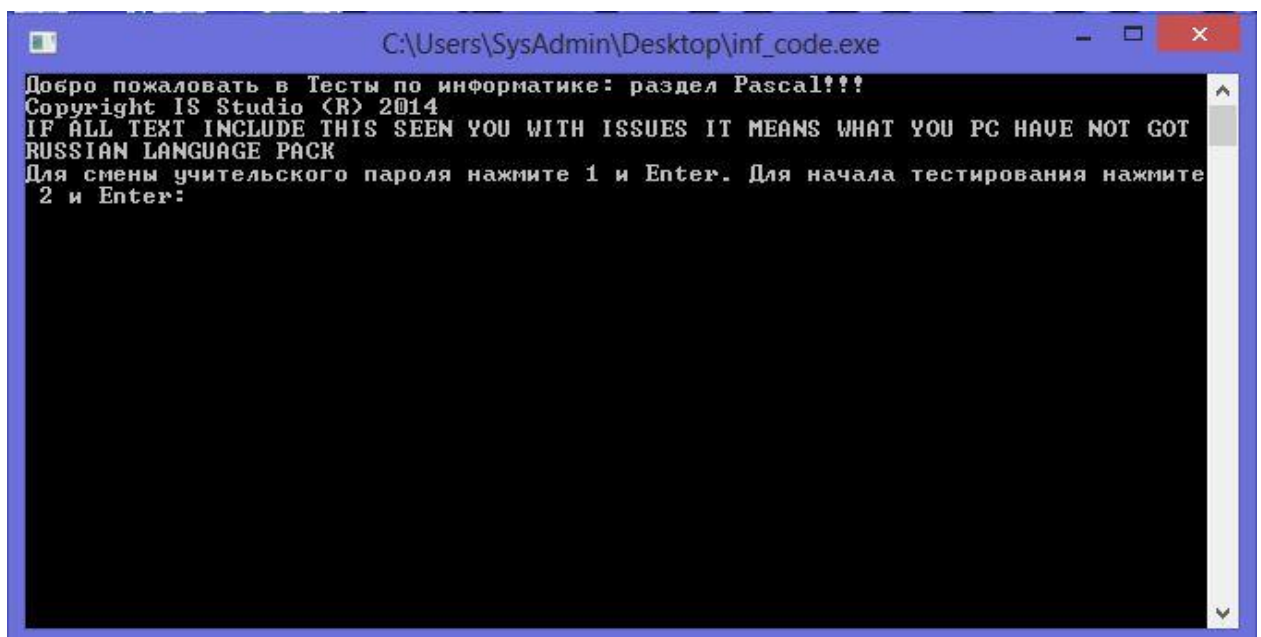 C:\Users\SysAdmin\Desktop\inf_code.exe
Добро пожаловать в Тесты по информатике: раздел Pascal!!!
Copyright IS Studio (R) 2014
IF ALL TEXT INCLUDE THIS SEEN YOU WITH ISSUES IT MEANS WHAT YOU PC HAVE NOT GOT
RUSSIAN LANGUAGE PACK
Для смены учительского пароля нажмите 1 и Enter. Для начала тестирования нажмите
2 и Enter: